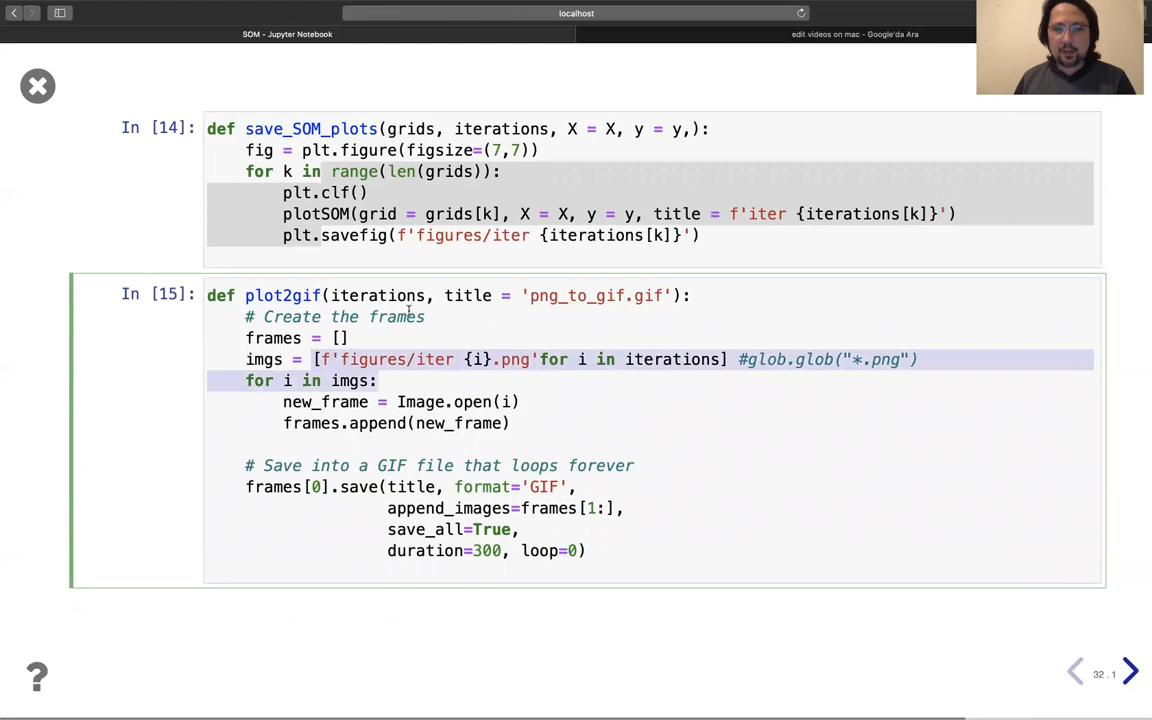 localhost
SOM - Jupyter Notebook
edit videos on mac - Google'da Ara
In [14]:
def save_SOM_plots(grids, iterations, X = X, y = y,):
    fig = plt.figure(figsize=(7,7))
    for k in range(len(grids)):
        plt.clf()
        plotSOM(grid = grids[k], X = X, y = y, title = f'iter {iterations[k]}')
        plt.savefig(f'figures/iter {iterations[k]}')
In [15]:
def plot2gif(iterations, title = 'png_to_gif.gif'):
    # Create the frames
    frames = []
    imgs = [f'figures/iter {i}.png'for i in iterations] #glob.glob("*.png")
    for i in imgs:
        new_frame = Image.open(i)
        frames.append(new_frame)
    # Save into a GIF file that loops forever
    frames[0].save(title, format='GIF',
                   append_images=frames[1:],
                   save_all=True,
                   duration=300, loop=0)
?
32.1